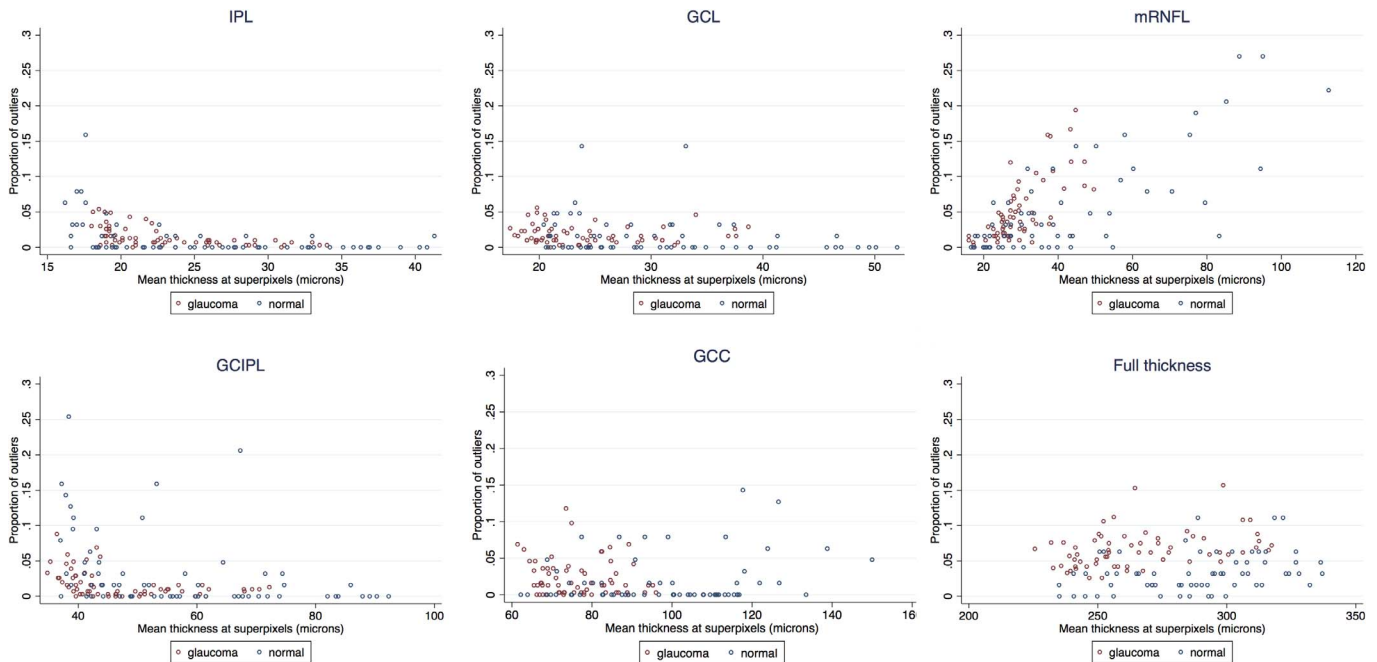 IPL
Proportion of outliers
0 .05 .1 .15 .2 .25 .3
15 20 25 30 35 40
Mean thickness at superpixels (microns)
glaucoma normal
GCL
Proportion of outliers
0 .05 .1 .15 .2 .25 .3
20 30 40 50
Mean thickness at superpixels (microns)
glaucoma normal
mRNFL
Proportion of outliers
0 .05 .1 .15 .2 .25 .3
20 40 60 80 100 120
Mean thickness at superpixels (microns)
glaucoma normal
GCIPL
Proportion of outliers
0 .05 .1 .15 .2 .25 .3
40 60 80 100
Mean thickness at superpixels (microns)
glaucoma normal
GCC
Proportion of outliers
0 .05 .1 .15 .2 .25 .3
60 80 100 120 140 160
Mean thickness at superpixels (microns)
glaucoma normal
Full thickness
Proportion of outliers
0 .05 .1 .15 .2 .25 .3
200 250 300 350
Mean thickness at superpixels (microns)
glaucoma normal